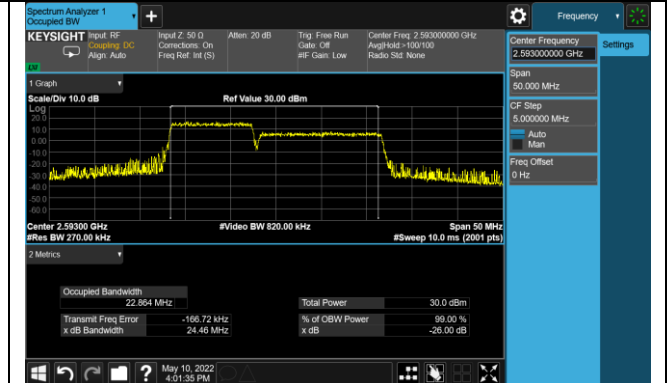 Spectrum Analyzer 1
Occupied BW
+
Frequency
KEYSIGHT
Input: RF
Coupling: DC
Align: Auto
Input Z: 50 Ω
Corrections: On
Freq Ref: Int (S)
Atten: 20 dB
Trig: Free Run
Gate: Off
#IF Gain: Low
Center Freq: 2.593000000 GHz
Avg|Hold:>100/100
Radio Std: None
Center Frequency
2.593000000 GHz
Settings
Span
50.000 MHz
CF Step
5.000000 MHz
Auto
Man
Freq Offset
0 Hz
1 Graph
Scale/Div 10.0 dB
Ref Value 30.00 dBm
Log
20.0
10.0
0.00
-10.0
-20.0
-30.0
-40.0
-50.0
-60.0
Center 2.59300 GHz
#Video BW 820.00 kHz
Span 50 MHz
#Res BW 270.00 kHz
#Sweep 10.0 ms (2001 pts)
2 Metrics
Occupied Bandwidth
22.864 MHz
Total Power
30.0 dBm
Transmit Freq Error
-166.72 kHz
% of OBW Power
99.00 %
x dB Bandwidth
24.46 MHz
x dB
-26.00 dB
?
May 10, 2022
4:01:35 PM